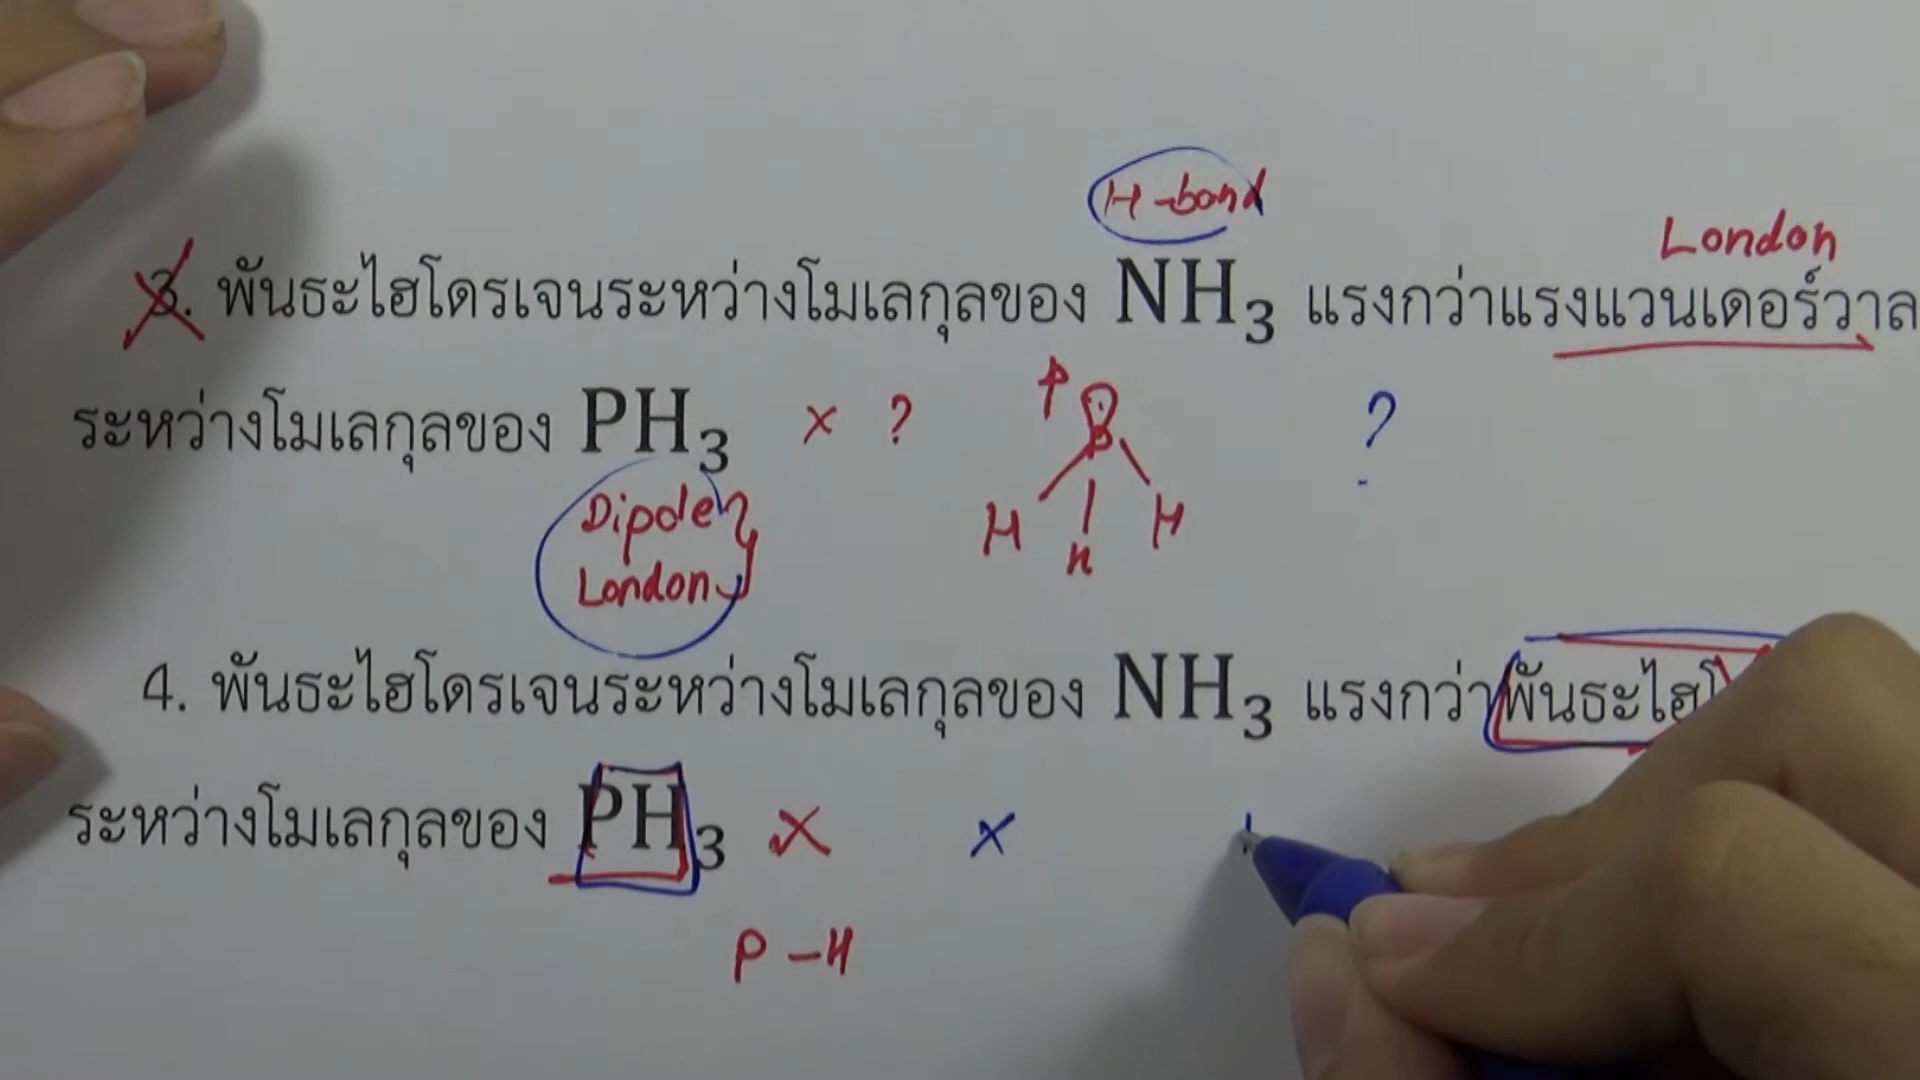 H-bond
London
3. พันธะไฮโดรเจนระหว่างโมเลกุลของ NH3 แรงกว่าแรงแวนเดอร์วาล
ระหว่างโมเลกุลของ PH3 × ? P ?
H H H
Dipole
London
4. พันธะไฮโดรเจนระหว่างโมเลกุลของ NH3 แรงกว่าพันธะไฮโ
ระหว่างโมเลกุลของ PH3 × ×
P-H